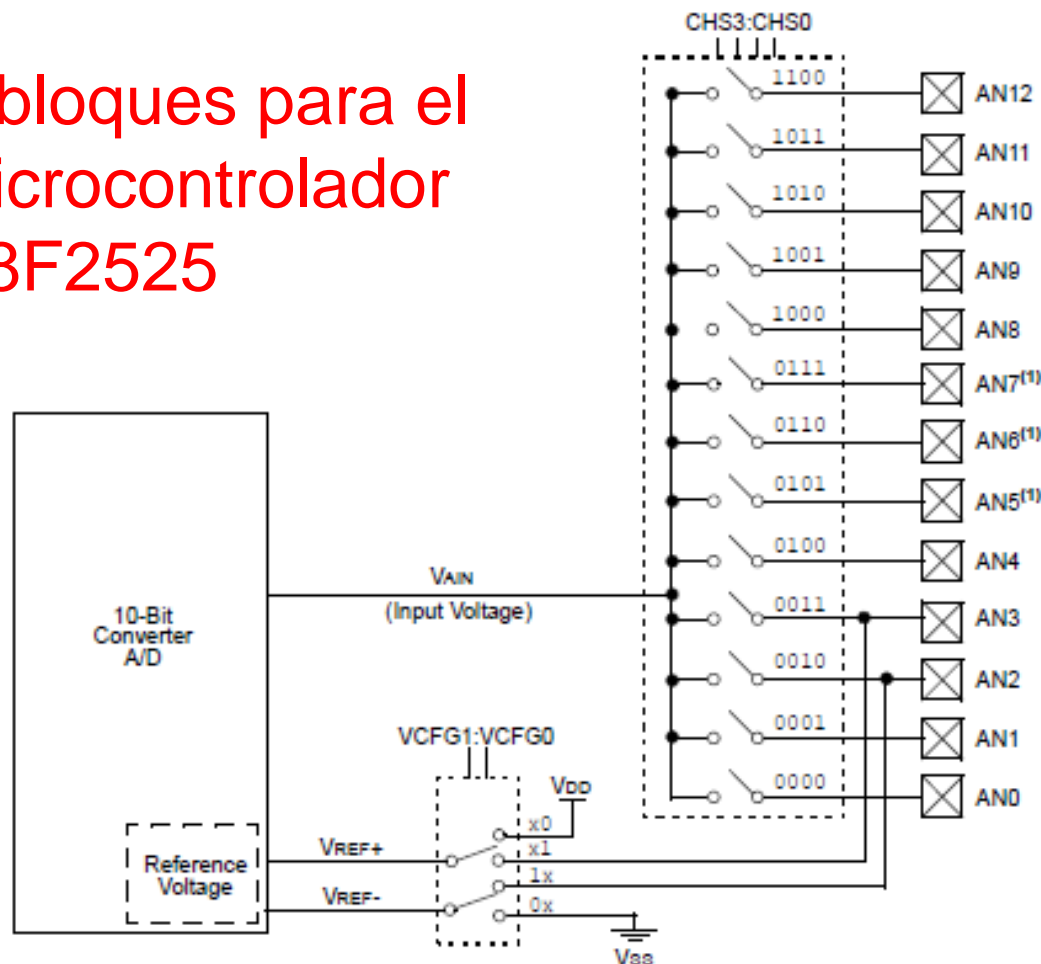 bloques para el
icrocontrolador
8F2525
CHS3:CHS0
1100
AN12
1011
AN11
1010
AN10
1001
AN9
1000
AN8
0111
AN7(1)
0110
AN6(1)
0101
AN5(1)
0100
AN4
0011
AN3
0010
AN2
0001
AN1
0000
AN0
VAIN
(Input Voltage)
10-Bit
Converter
A/D
VCFG1:VCFG0
VDD
x0
x1
1x
0x
VREF+
VREF-
Reference
Voltage
VSS